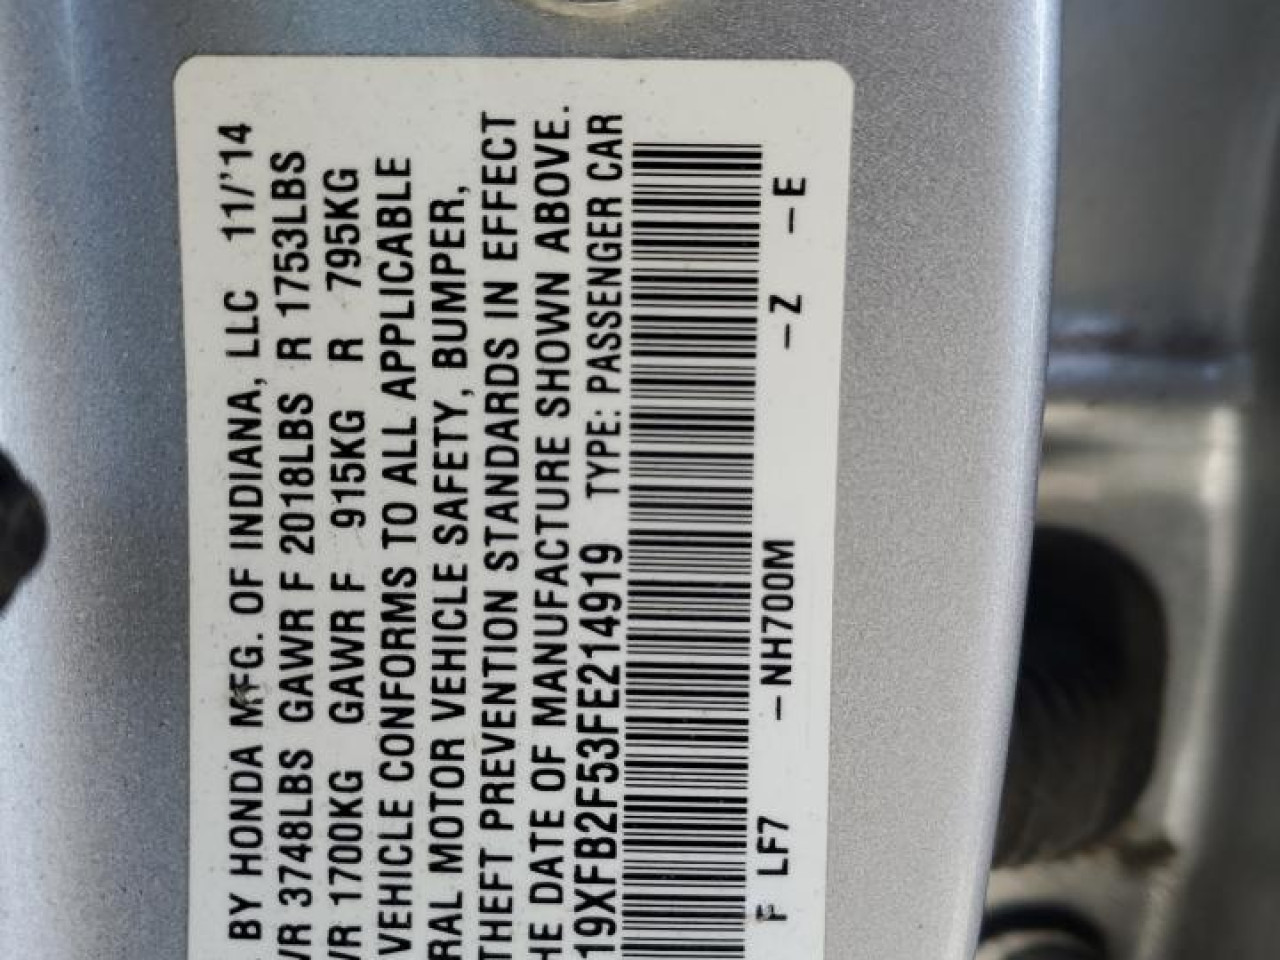 BY HONDA MFG. OF INDIANA, LLC 11/'14
VWR 3748LBS GAWR F 2018LBS R 1753LBS
VWR 1700KG GAWR F 915KG R 795KG
VEHICLE CONFORMS TO ALL APPLICABLE
RAL MOTOR VEHICLE SAFETY, BUMPER,
THEFT PREVENTION STANDARDS IN EFFECT
HE DATE OF MANUFACTURE SHOWN ABOVE.
19XFB2F53FE214919 TYPE: PASSENGER CAR
F LF7 -NH700M -Z -E